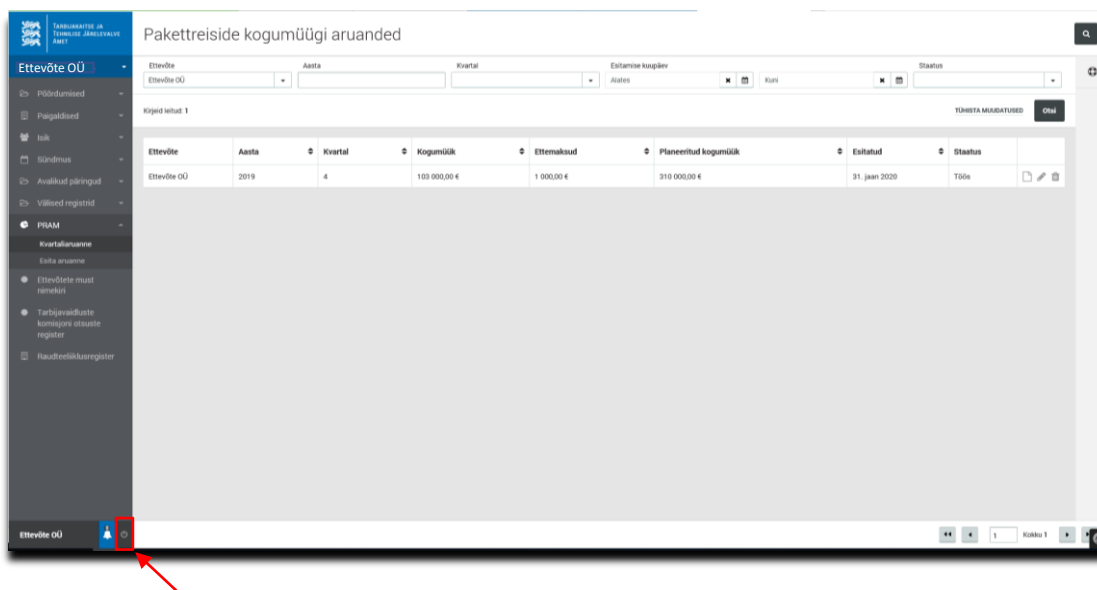 TARBIJAKAITSE JA
TEHNILISE JÄRELEVALVE
AMET
Pakettreiside kogumüügi aruanded
Ettevõte OÜ
Ettevõte Aasta Kvartal Esitamise kuupäev Staatus
Ettevõte OÜ Alates Kuni
Pöördumised
Paigaldised
Isik
Sündmus
Avalikud päringud
Välised registrid
PRAM
Kvartaliaruanne
Esita aruanne
Ettevõtete must
nimekiri
Tarbijavaidluste
komisjoni otsuste
register
Raudteeliiklusregister
Kirjeid leitud: 1 TÜHISTA MUUDATUSED Otsi
Ettevõte Aasta Kvartal Kogumüük Ettemaksud Planeeritud kogumüük Esitatud Staatus
Ettevõte OÜ 2019 4 103 000,00 € 1 000,00 € 310 000,00 € 31. jaan 2020 Töös
Ettevõte OÜ
1 Kokku 1